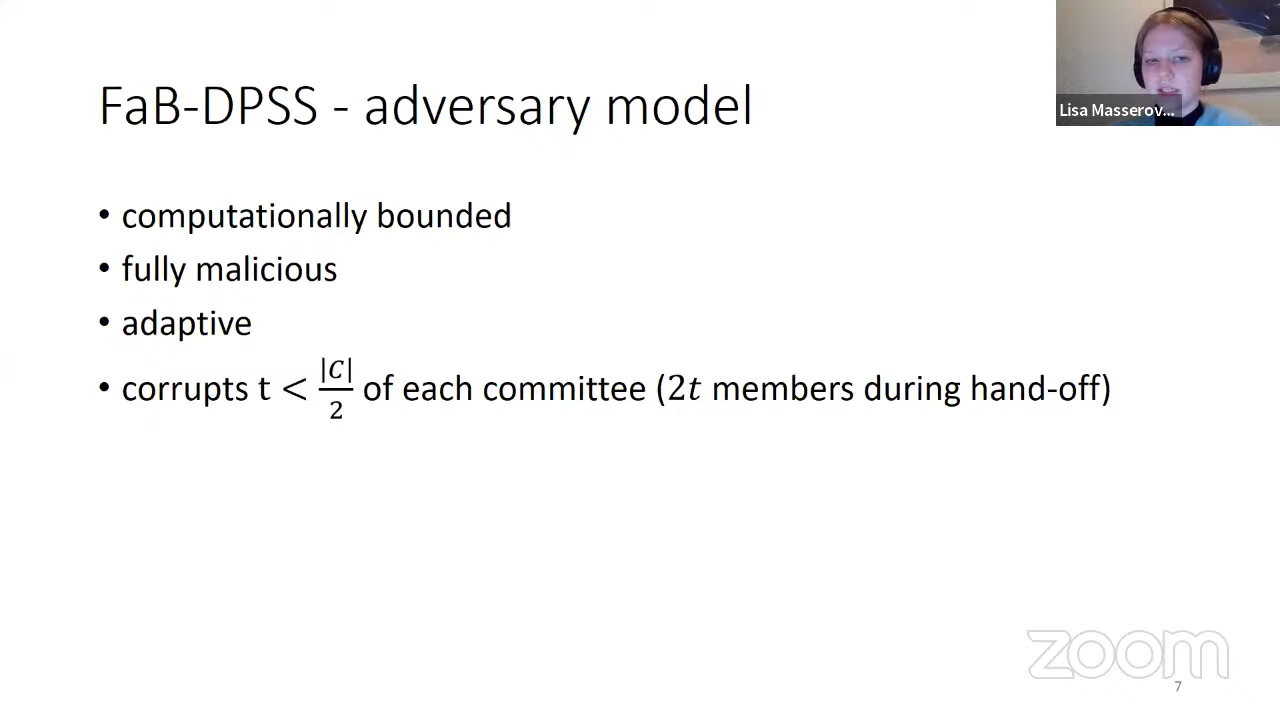 FaB-DPSS - adversary model
Lisa Masserov...
• computationally bounded
• fully malicious
• adaptive
• corrupts t < |C|/2 of each committee (2t members during hand-off)
zoom
7